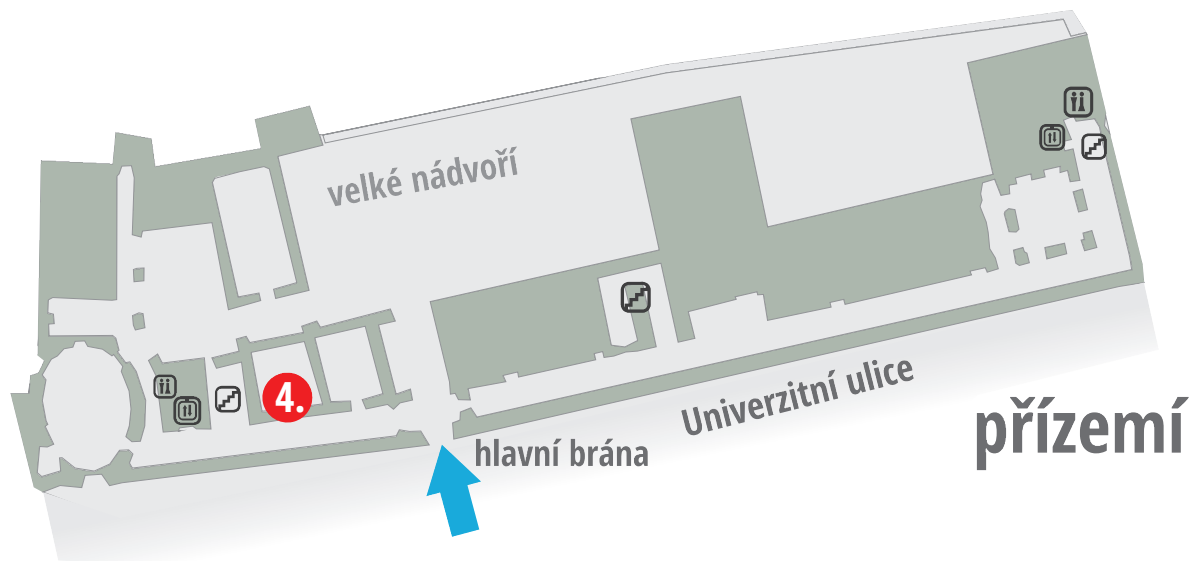 velké nádvoří
4.
Univerzitní ulice
přízemí
hlavní brána